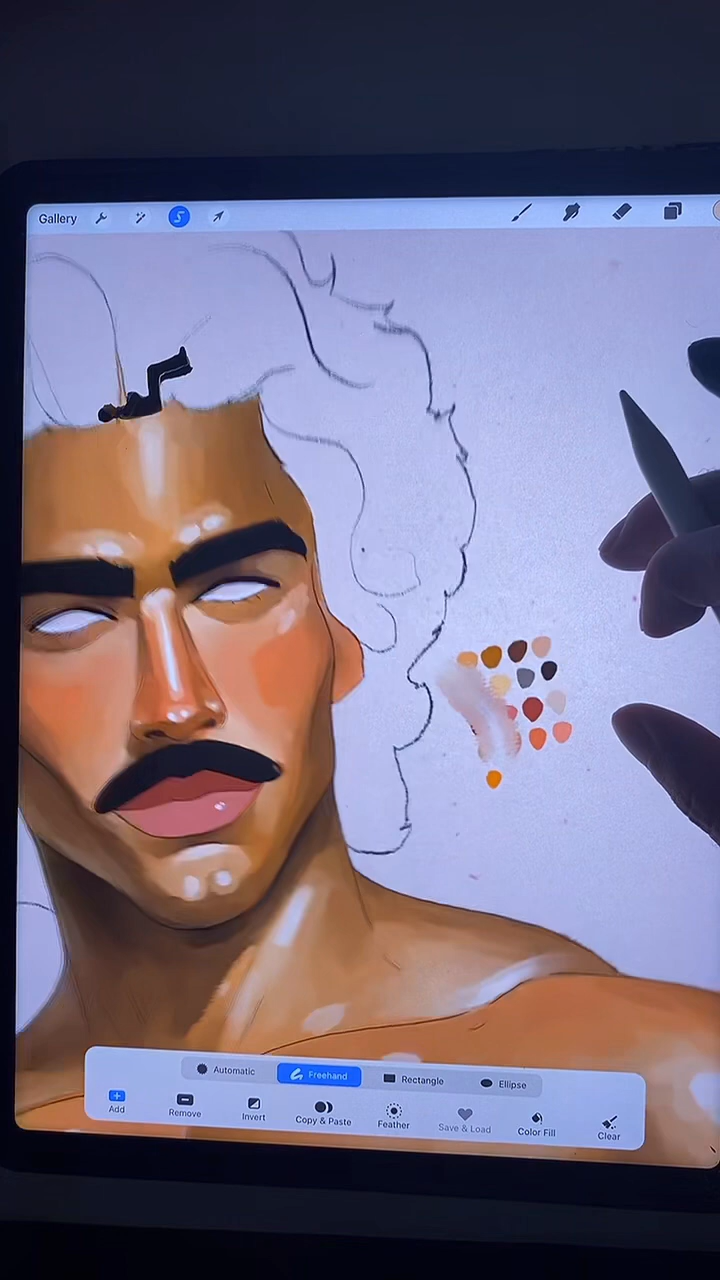 Gallery
Automatic
Freehand
Rectangle
Ellipse
Add
Remove
Invert
Copy & Paste
Feather
Save & Load
Color Fill
Clear